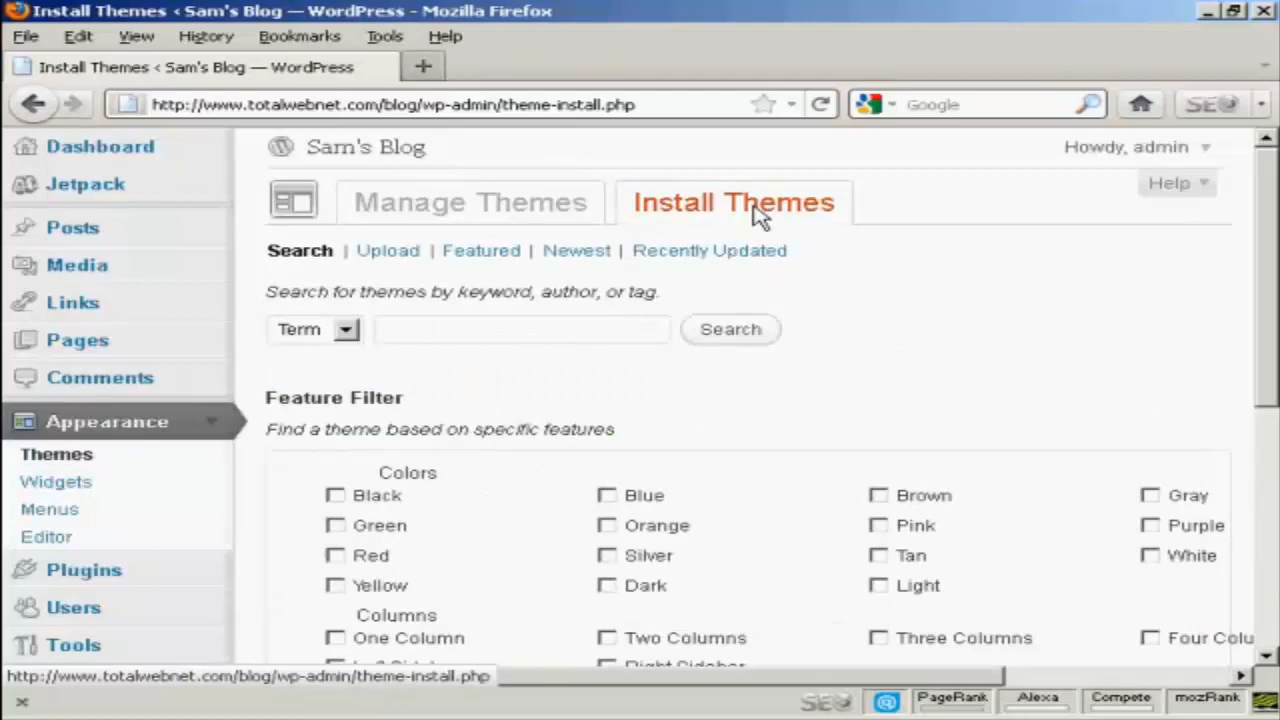 Install Themes ‹ Sam's Blog — WordPress - Mozilla Firefox
File Edit View History Bookmarks Tools Help
Install Themes ‹ Sam's Blog — WordPress
http://www.totalwebnet.com/blog/wp-admin/theme-install.php Google SEO
Dashboard
Jetpack
Posts
Media
Links
Pages
Comments
Appearance
Themes
Widgets
Menus
Editor
Plugins
Users
Tools
Sam's Blog Howdy, admin
Help
Manage Themes Install Themes
Search | Upload | Featured | Newest | Recently Updated
Search for themes by keyword, author, or tag.
Term Search
Feature Filter
Find a theme based on specific features
Colors
Black Blue Brown Gray
Green Orange Pink Purple
Red Silver Tan White
Yellow Dark Light
Columns
One Column Two Columns Three Columns Four Colu
http://www.totalwebnet.com/blog/wp-admin/theme-install.php
SEO PageRank Alexa Compete mozRank